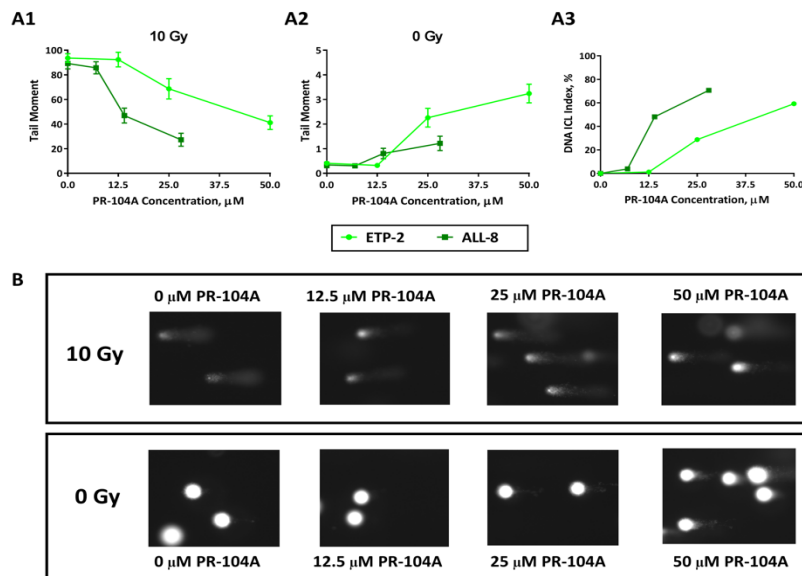 A1
10 Gy
Tail Moment
100
80
60
40
20
0
0.0 12.5 25.0 37.5 50.0
PR-104A Concentration, μM
A2
0 Gy
Tail Moment
5
4
3
2
1
0
0.0 12.5 25.0 37.5 50.0
PR-104A Concentration, μM
A3
DNA ICL Index, %
100
80
60
40
20
0
0.0 12.5 25.0 37.5 50.0
PR-104A Concentration, μM
ETP-2 ALL-8
B
0 μM PR-104A 12.5 μM PR-104A 25 μM PR-104A 50 μM PR-104A
10 Gy
0 Gy
0 μM PR-104A 12.5 μM PR-104A 25 μM PR-104A 50 μM PR-104A